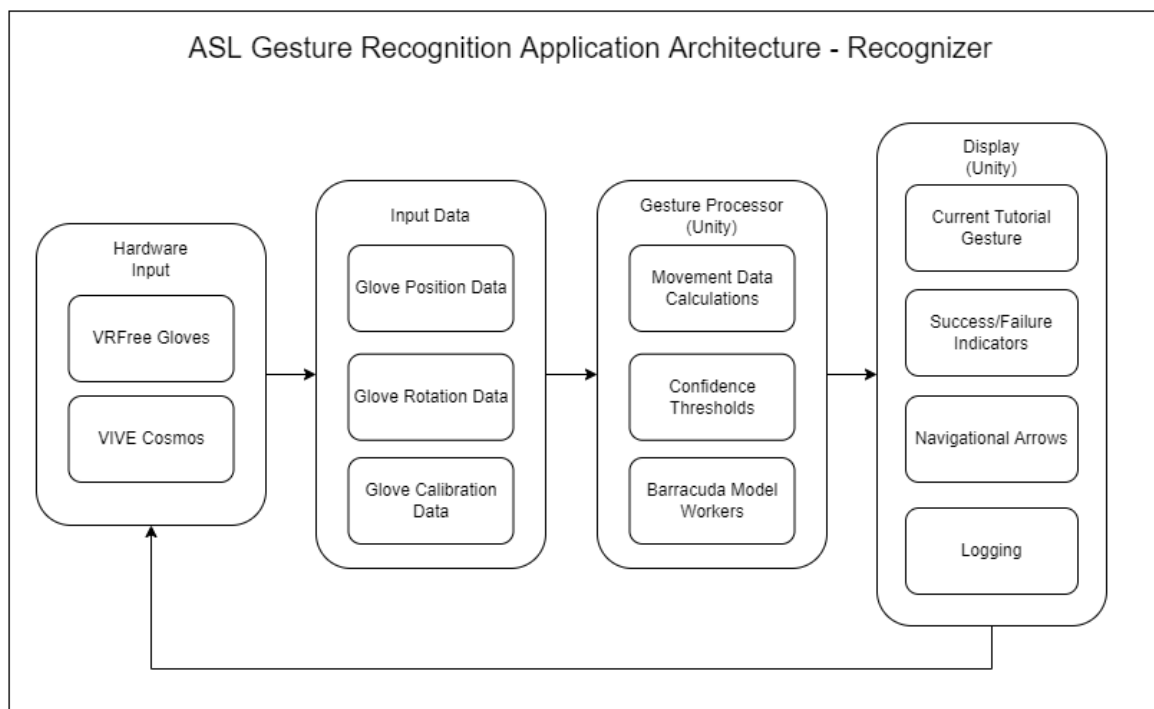 ASL Gesture Recognition Application Architecture - Recognizer
Hardware
Input
VRFree Gloves
VIVE Cosmos
Input Data
Glove Position Data
Glove Rotation Data
Glove Calibration
Data
Gesture Processor
(Unity)
Movement Data
Calculations
Confidence
Thresholds
Barracuda Model
Workers
Display
(Unity)
Current Tutorial
Gesture
Success/Failure
Indicators
Navigational Arrows
Logging